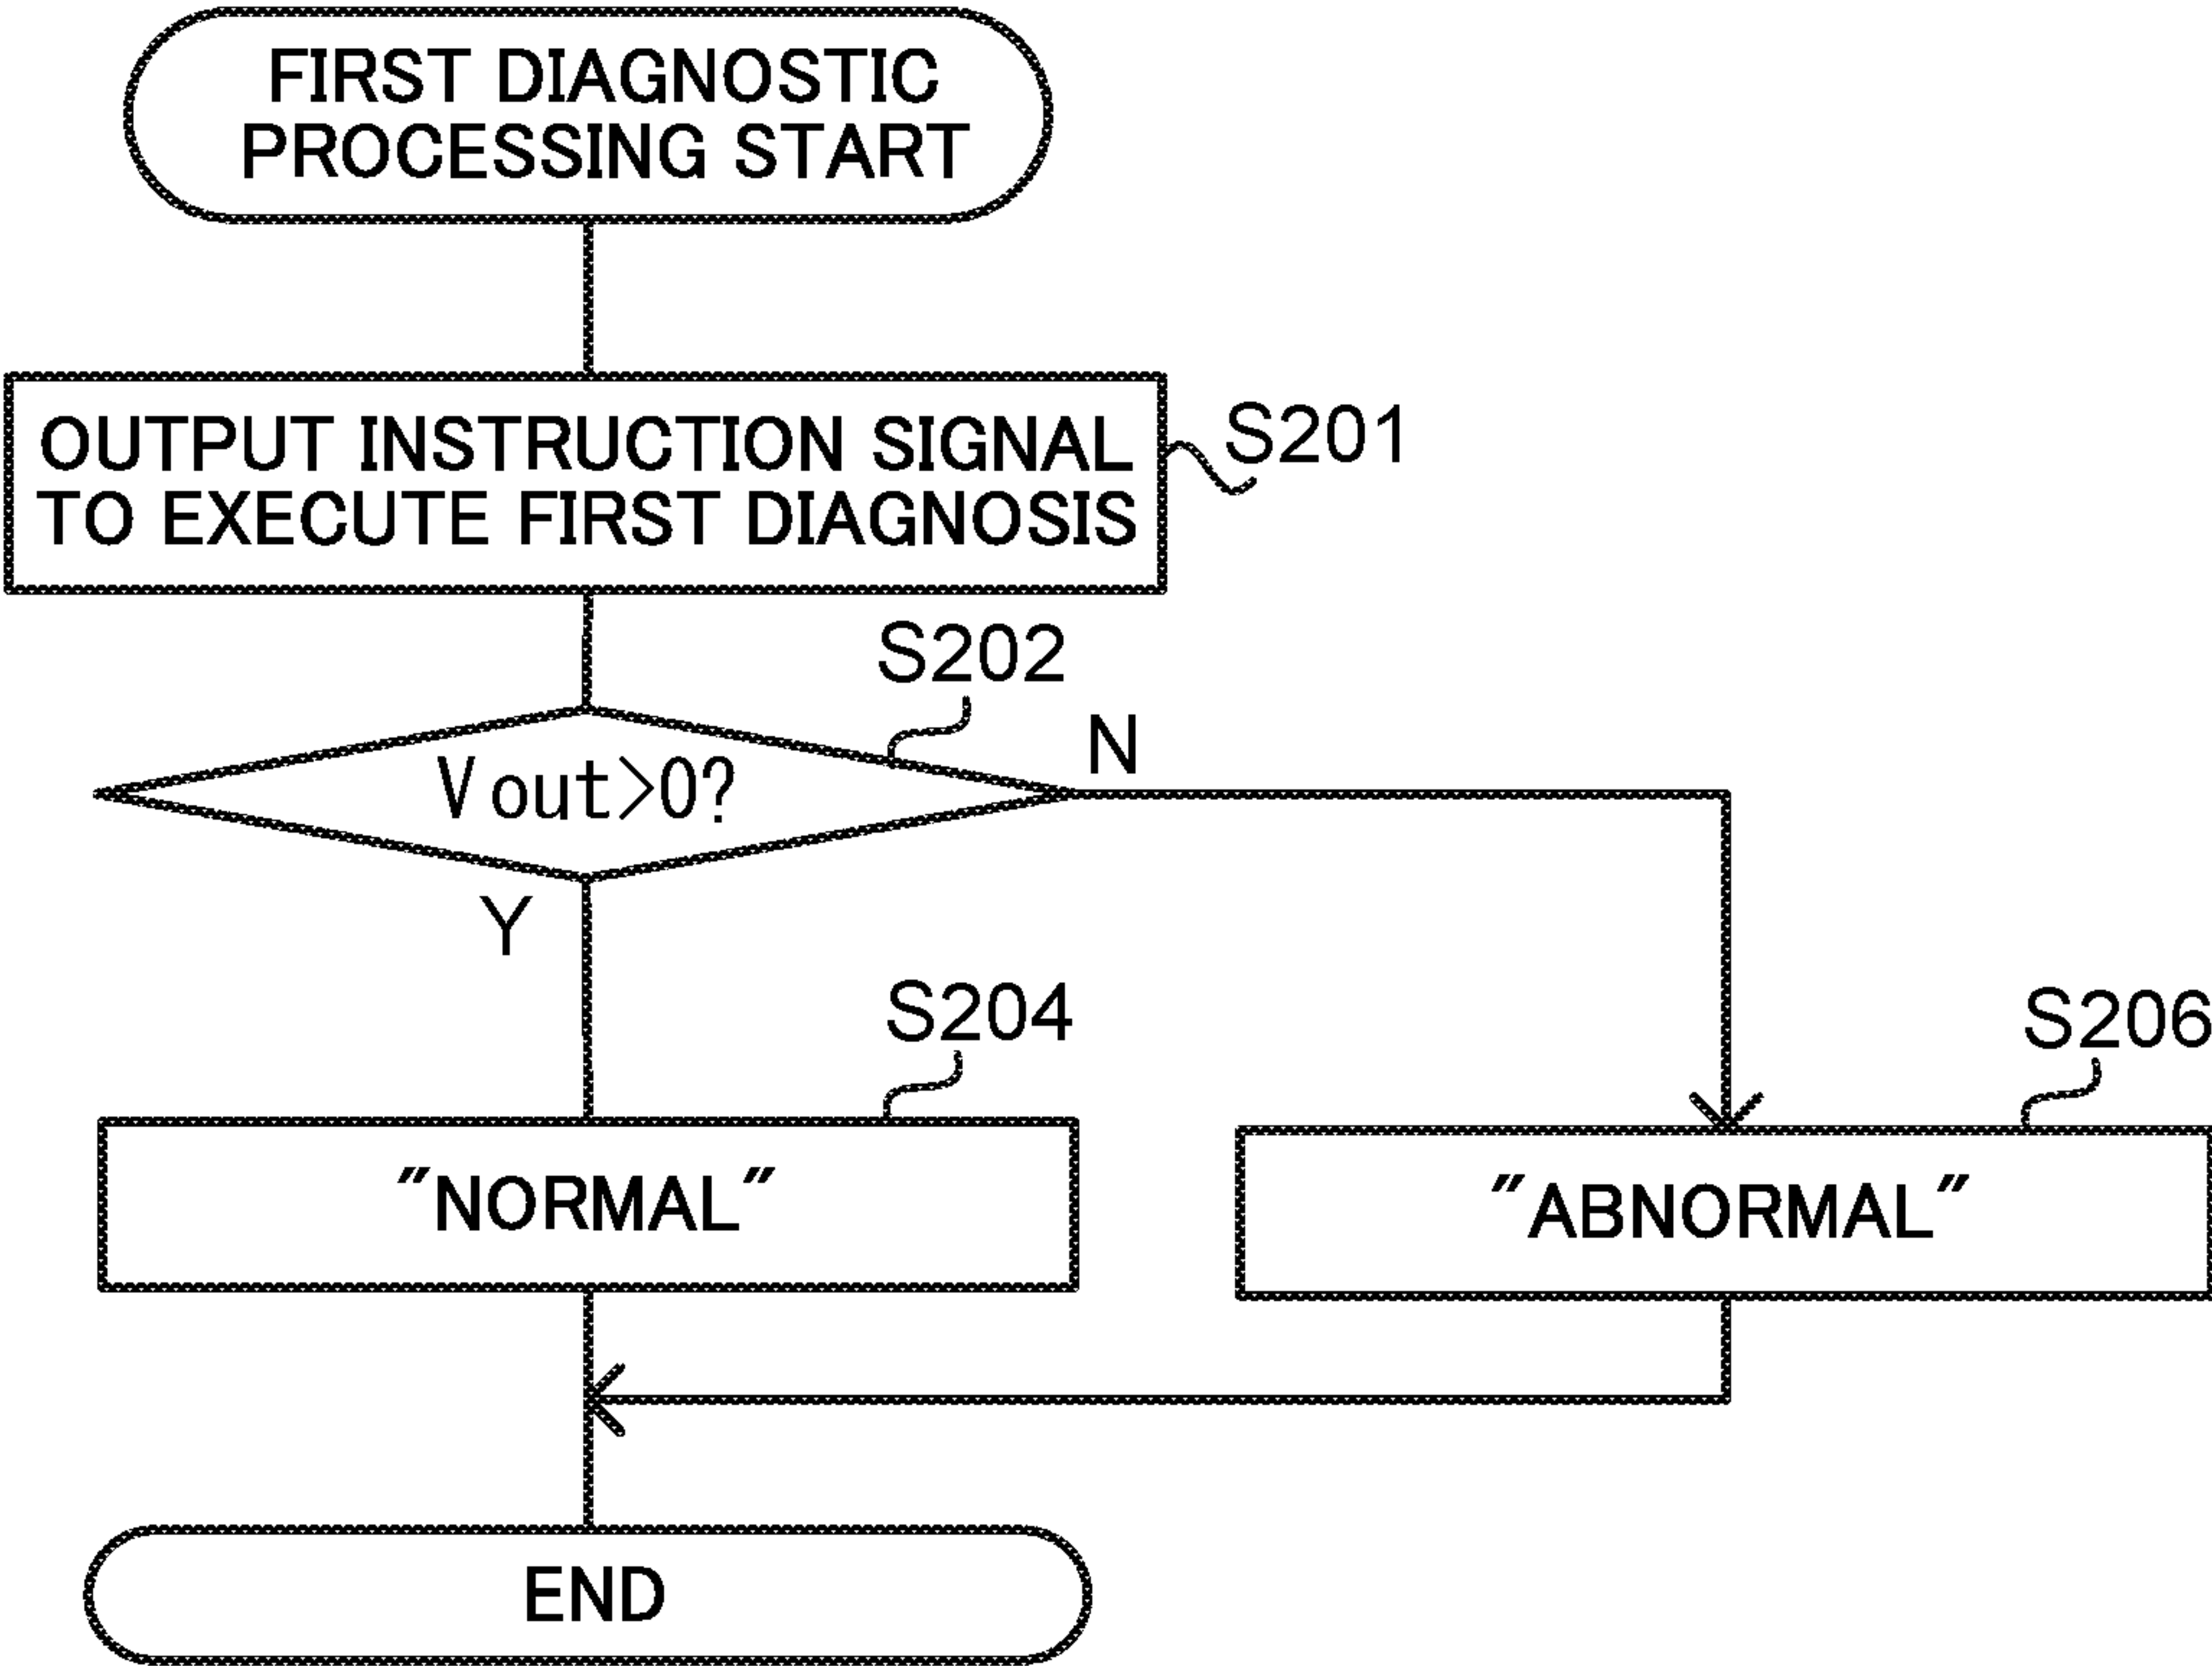 FIRST DIAGNOSTIC
PROCESSING START
OUTPUT INSTRUCTION SIGNAL
TO EXECUTE FIRST DIAGNOSIS
S201
S202
Vout>0?
N
Y
S204
"NORMAL"
S206
"ABNORMAL"
END